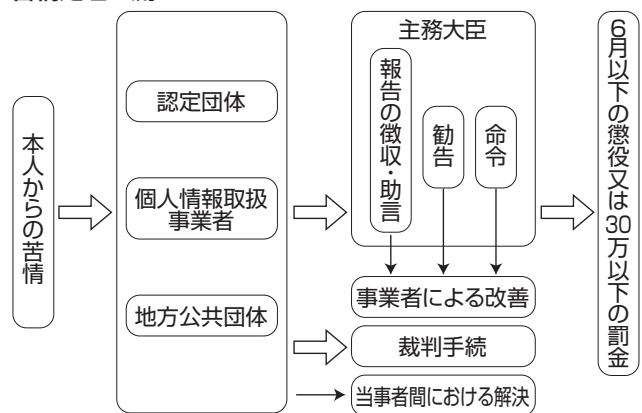 本人からの苦情
認定団体
個人情報取扱
事業者
地方公共団体
主務大臣
報告の徴収・助言
勧告
命令
事業者による改善
裁判手続
当事者間における解決
6月以下の懲役又は30万以下の罰金